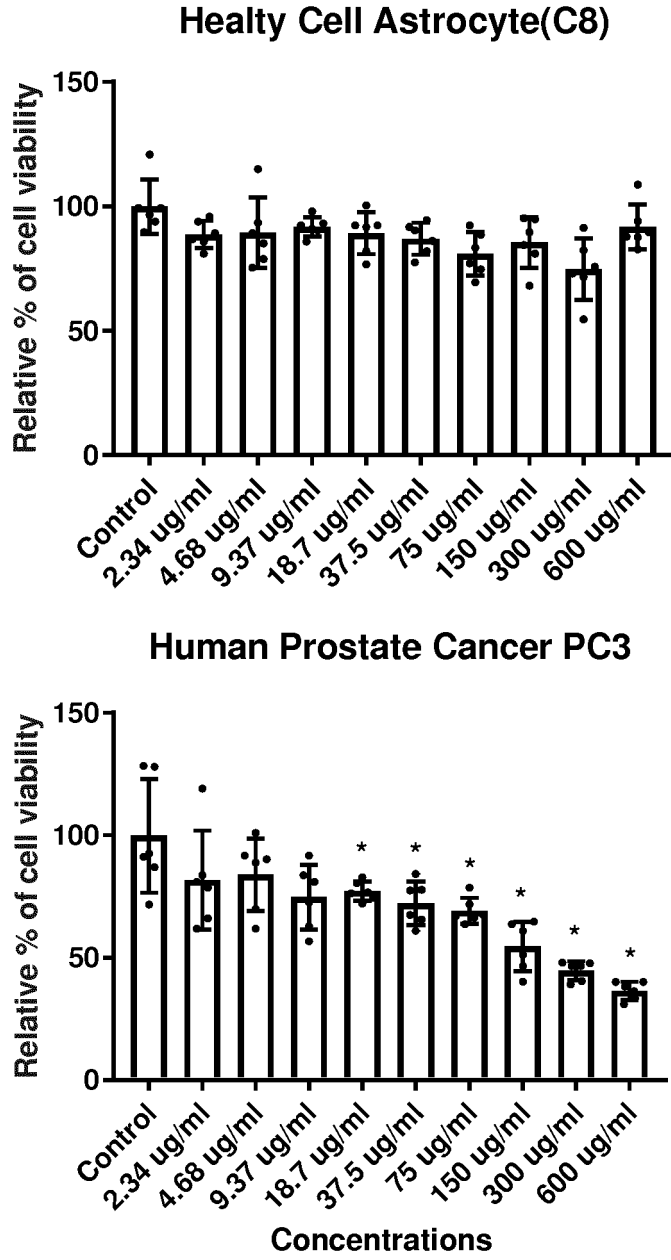 Healty Cell Astrocyte(C8)
Relative % of cell viability
150
100
50
0
Control
2.34 ug/ml
4.68 ug/ml
9.37 ug/ml
18.7 ug/ml
37.5 ug/ml
75 ug/ml
150 ug/ml
300 ug/ml
600 ug/ml
Human Prostate Cancer PC3
Relative % of cell viability
150
100
50
0
* * * * * *
Control
2.34 ug/ml
4.68 ug/ml
9.37 ug/ml
18.7 ug/ml
37.5 ug/ml
75 ug/ml
150 ug/ml
300 ug/ml
600 ug/ml
Concentrations